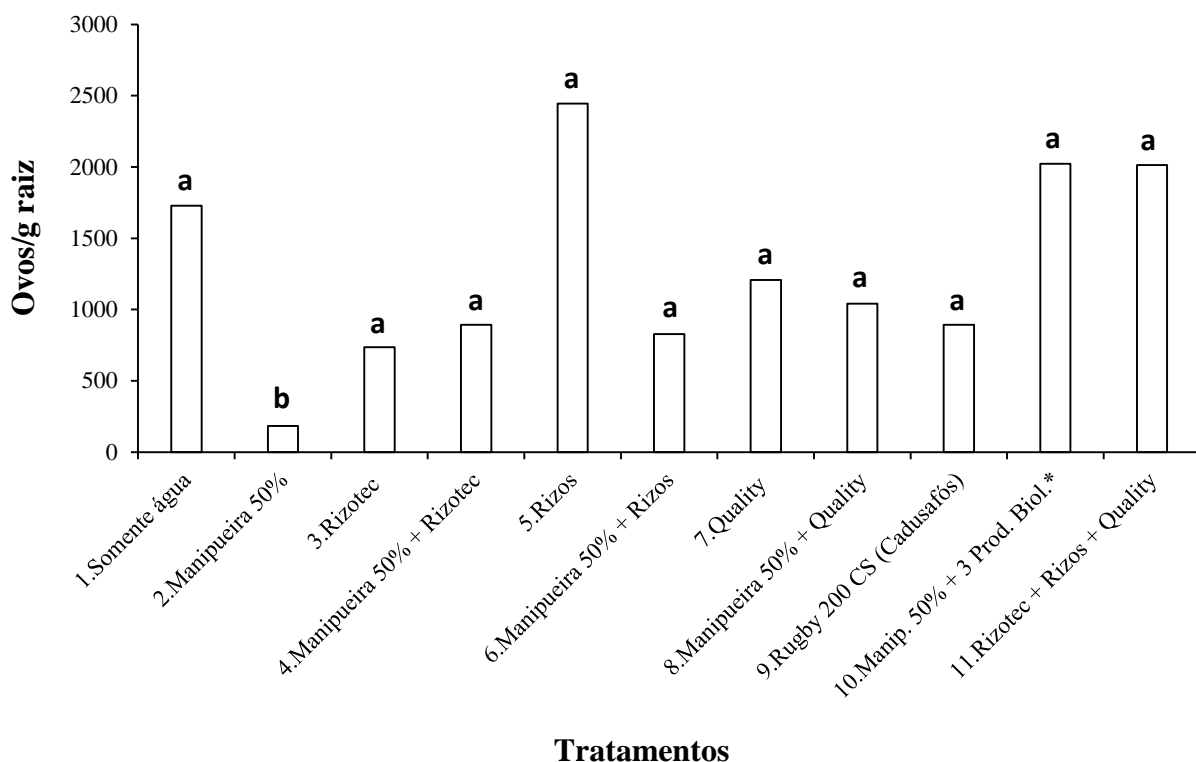 Ovos/g raiz
3000
2500
2000
1500
1000
500
0
a
b
a
a
a
a
a
a
a
a
a
1.Somente água
2.Manipueira 50%
3.Rizotec
4.Manipueira 50% + Rizotec
5.Rizos
6.Manipueira 50% + Rizos
7.Quality
8.Manipueira 50% + Quality
9.Rugby 200 CS (Cadusafós)
10.Manip. 50% + 3 Prod. Biol.*
11.Rizotec + Rizos + Quality
Tratamentos